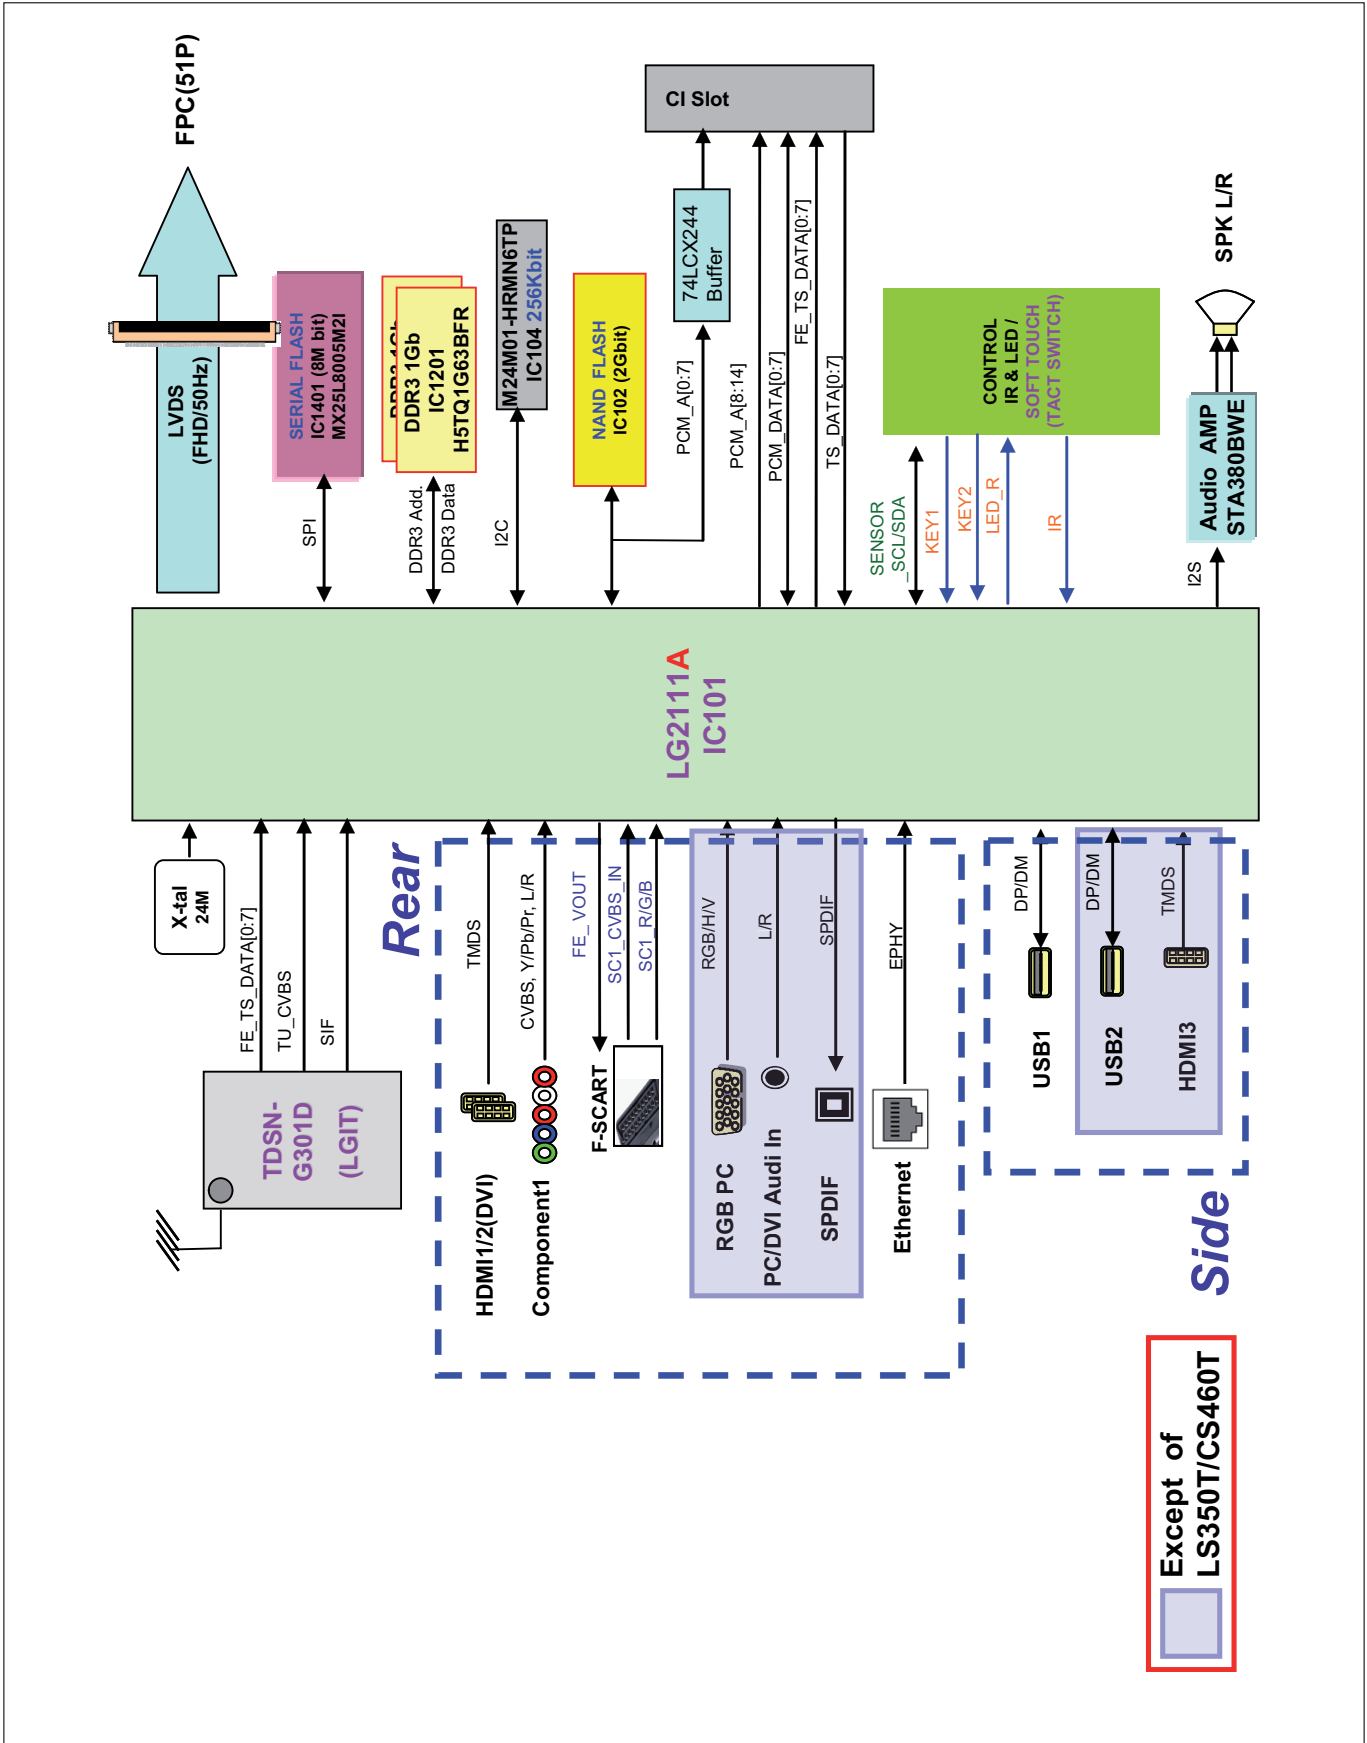 X-tal
24M
TDSN-
G301D
(LGIT)
FE_TS_DATA[0:7]
TU_CVBS
SIF
Rear
HDMI1/2(DVI)
TMDS
Component1
CVBS, Y/Pb/Pr, L/R
F-SCART
FE_VOUT
SC1_CVBS_IN
SC1_R/G/B
RGB PC
RGB/H/V
PC/DVI Audi In
L/R
SPDIF
SPDIF
Ethernet
EPHY
Side
USB1
DP/DM
USB2
DP/DM
HDMI3
TMDS
Except of
LS350T/CS460T
LG2111A
IC101
LVDS
(FHD/50Hz)
FPC(51P)
SPI
SERIAL FLASH
IC1401 (8M bit)
MX25L8005M2I
DDR3 Add.
DDR3 Data
DDR3 1Gb
DDR3 1Gb
IC1201
H5TQ1G63BFR
I2C
M24M01-HRMN6TP
IC104 256Kbit
NAND FLASH
IC102 (2Gbit)
PCM_A[0:7]
74LCX244
Buffer
CI Slot
PCM_A[8:14]
PCM_DATA[0:7]
FE_TS_DATA[0:7]
TS_DATA[0:7]
SENSOR
_SCL/SDA
KEY1
KEY2
LED_R
IR
CONTROL
IR & LED /
SOFT TOUCH
(TACT SWITCH)
I2S
Audio AMP
STA380BWE
SPK L/R